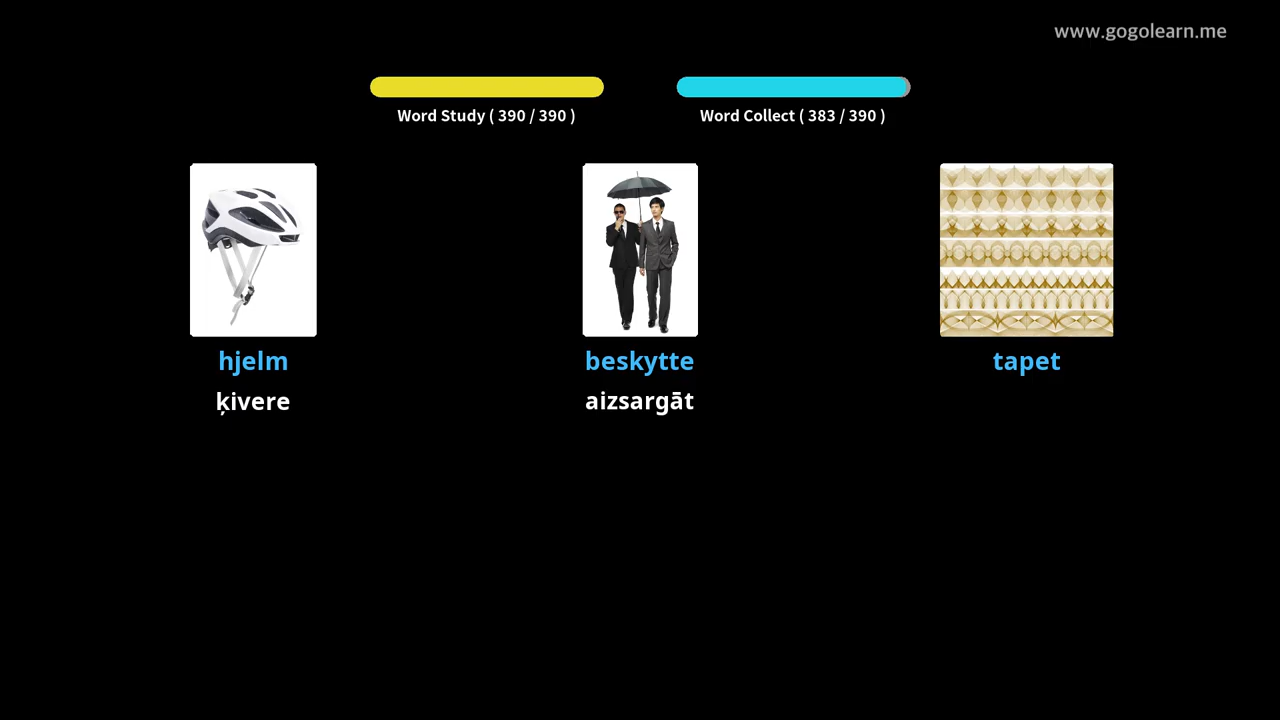 www.gogolearn.me
Word Study ( 390 / 390 )
Word Collect ( 383 / 390 )
hjelm
beskytte
tapet
ķivere
aizsargāt